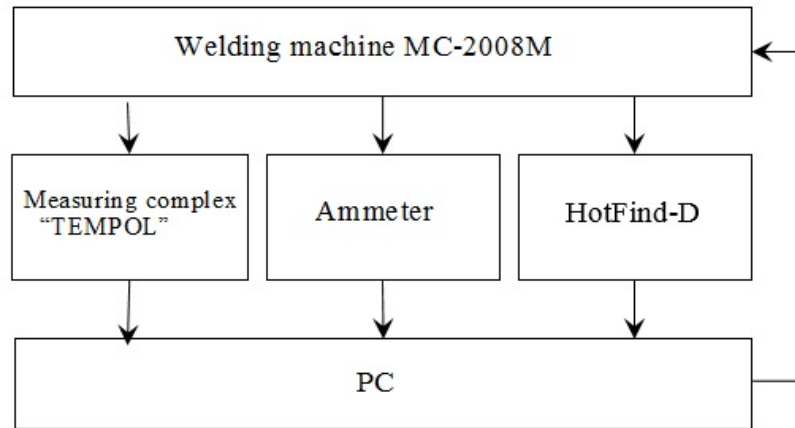 Welding machine MC-2008M
Measuring complex
“TEMPOL”
Ammeter
HotFind-D
PC